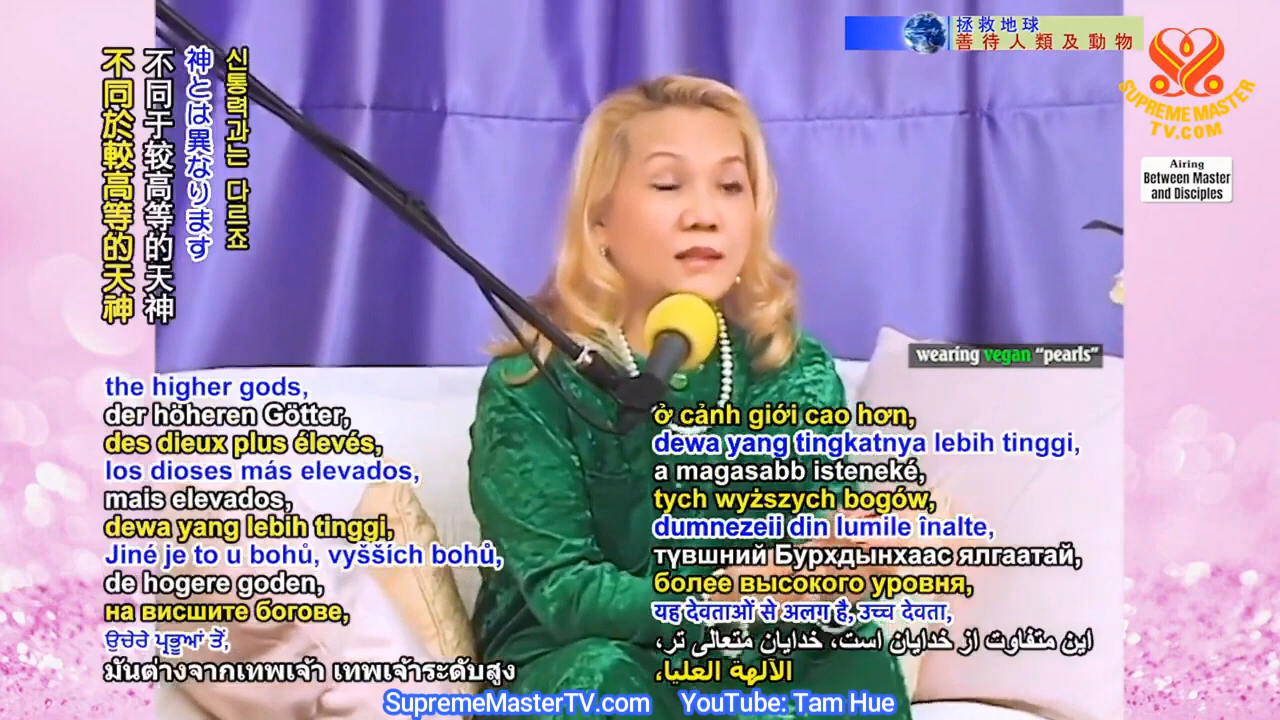 拯救地球
善待人類及動物
SUPREME MASTER
TV.COM
Airing
Between Master
and Disciples
신통력과는 다르죠
神とは異なります
不同于较高等的天神
不同於較高等的天神
wearing vegan "pearls"
the higher gods,
der höheren Götter,
des dieux plus élevés,
los dioses más elevados,
mais elevados,
dewa yang lebih tinggi,
Jiné je to u bohů, vyšších bohů,
de hogere goden,
на висшите богове,
ਉਚੇਰੇ ਪ੍ਰਭੂਆਂ ਤੋਂ,
มันต่างจากเทพเจ้า เทพเจ้าระดับสูง
ở cảnh giới cao hơn,
dewa yang tingkatnya lebih tinggi,
a magasabb isteneké,
tych wyższych bogów,
dumnezeii din lumile înalte,
түвшний Бурхдынхаас ялгаатай,
более высокого уровня,
यह देवताओं से अलग है, उच्च देवता,
این متفاوت از خدایان است، خدایان متعالی تر،
الآلهة العليا،
SupremeMasterTV.com YouTube: Tam Hue